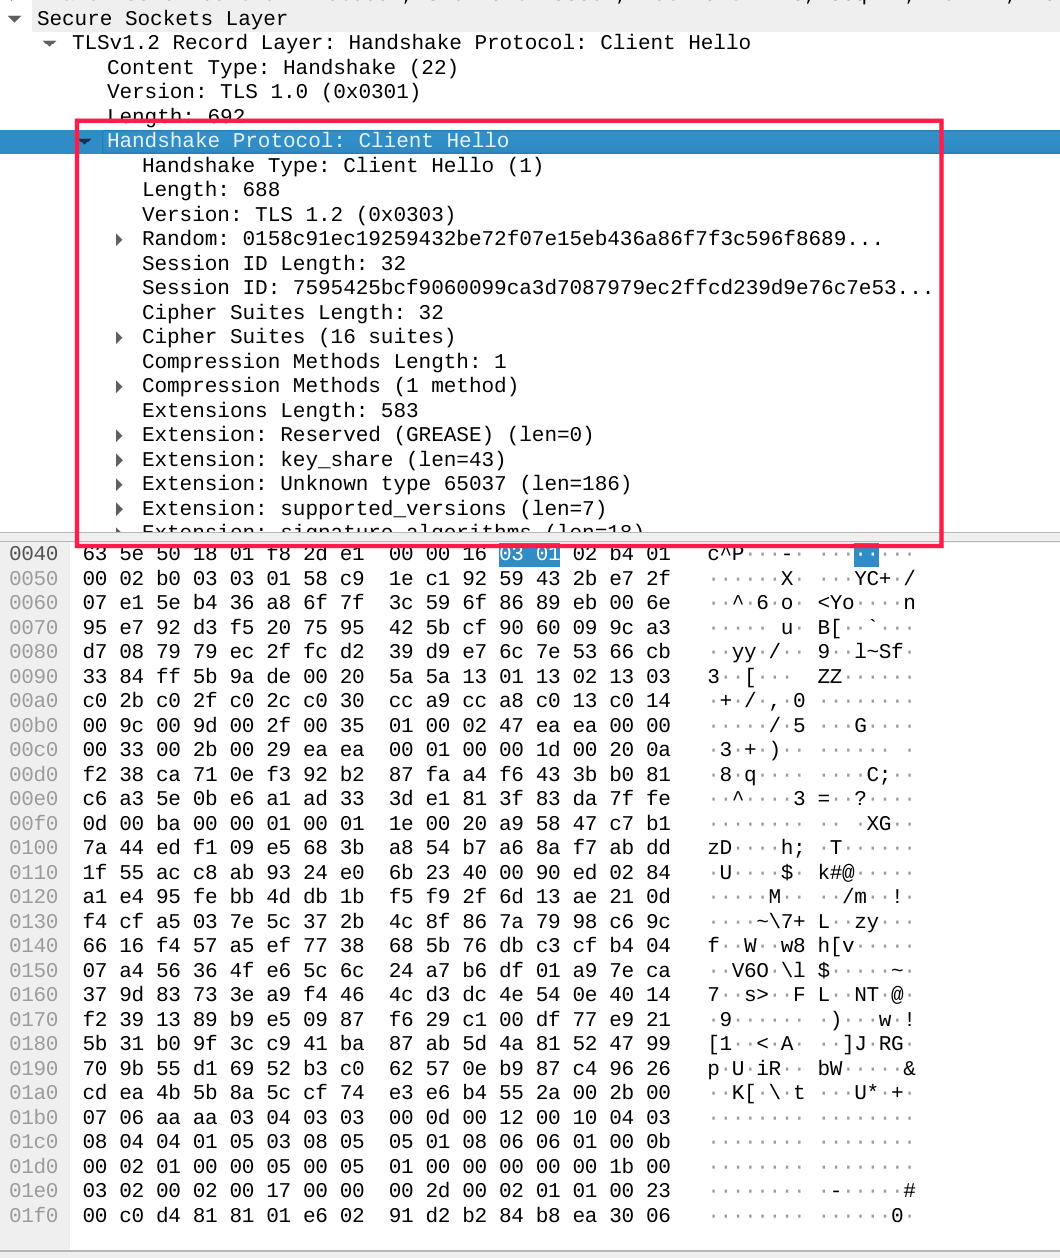 Secure Sockets Layer
TLSv1.2 Record Layer: Handshake Protocol: Client Hello
Content Type: Handshake (22)
Version: TLS 1.0 (0x0301)
Length: 692
Handshake Protocol: Client Hello
Handshake Type: Client Hello (1)
Length: 688
Version: TLS 1.2 (0x0303)
Random: 0158c91ec19259432be72f07e15eb436a86f7f3c596f8689...
Session ID Length: 32
Session ID: 7595425bcf9060099ca3d7087979ec2ffcd239d9e76c7e53...
Cipher Suites Length: 32
Cipher Suites (16 suites)
Compression Methods Length: 1
Compression Methods (1 method)
Extensions Length: 583
Extension: Reserved (GREASE) (len=0)
Extension: key_share (len=43)
Extension: Unknown type 65037 (len=186)
Extension: supported_versions (len=7)
Extension: signature_algorithms (len=18)
0040 63 5e 50 18 01 f8 2d e1 00 00 16 03 01 02 b4 01 c^P···-· ········
0050 00 02 b0 03 03 01 58 c9 1e c1 92 59 43 2b e7 2f ······X· ···YC+·/
0060 07 e1 5e b4 36 a8 6f 7f 3c 59 6f 86 89 eb 00 6e ··^·6·o· <Yo····n
0070 95 e7 92 d3 f5 20 75 95 42 5b cf 90 60 09 9c a3 ····· u· B[··`···
0080 d7 08 79 79 ec 2f fc d2 39 d9 e7 6c 7e 53 66 cb ··yy·/·· 9··l~Sf·
0090 33 84 ff 5b 9a de 00 20 5a 5a 13 01 13 02 13 03 3··[···  ZZ······
00a0 c0 2b c0 2f c0 2c c0 30 cc a9 cc a8 c0 13 c0 14 ·+·/·,·0 ········
00b0 00 9c 00 9d 00 2f 00 35 01 00 02 47 ea ea 00 00 ·····/·5 ···G····
00c0 00 33 00 2b 00 29 ea ea 00 01 00 00 1d 00 20 0a ·3·+·)·· ······ ·
00d0 f2 38 ca 71 0e f3 92 b2 87 fa a4 f6 43 3b b0 81 ·8·q···· ····C;··
00e0 c6 a3 5e 0b e6 a1 ad 33 3d e1 81 3f 83 da 7f fe ··^····3 =··?····
00f0 0d 00 ba 00 00 01 00 01 1e 00 20 a9 58 47 c7 b1 ········ ·· ·XG··
0100 7a 44 ed f1 09 e5 68 3b a8 54 b7 a6 8a f7 ab dd zD····h; ·T······
0110 1f 55 ac c8 ab 93 24 e0 6b 23 40 00 90 ed 02 84 ·U····$· k#@·····
0120 a1 e4 95 fe bb 4d db 1b f5 f9 2f 6d 13 ae 21 0d ·····M·· ··/m··!·
0130 f4 cf a5 03 7e 5c 37 2b 4c 8f 86 7a 79 98 c6 9c ····~\7+ L··zy···
0140 66 16 f4 57 a5 ef 77 38 68 5b 76 db c3 cf b4 04 f··W··w8 h[v·····
0150 07 a4 56 36 4f e6 5c 6c 24 a7 b6 df 01 a9 7e ca ··V6O·\l $·····~·
0160 37 9d 83 73 3e a9 f4 46 4c d3 dc 4e 54 0e 40 14 7··s>··F L··NT·@·
0170 f2 39 13 89 b9 e5 09 87 f6 29 c1 00 df 77 e9 21 ·9······ ·)···w·!
0180 5b 31 b0 9f 3c c9 41 ba 87 ab 5d 4a 81 52 47 99 [1··<·A· ··]J·RG·
0190 70 9b 55 d1 69 52 b3 c0 62 57 0e b9 87 c4 96 26 p·U·iR·· bW·····&
01a0 cd ea 4b 5b 8a 5c cf 74 e3 e6 b4 55 2a 00 2b 00 ··K[·\·t ···U*·+·
01b0 07 06 aa aa 03 04 03 03 00 0d 00 12 00 10 04 03 ········ ········
01c0 08 04 04 01 05 03 08 05 05 01 08 06 06 01 00 0b ········ ········
01d0 00 02 01 00 00 05 00 05 01 00 00 00 00 00 1b 00 ········ ········
01e0 03 02 00 02 00 17 00 00 00 2d 00 02 01 01 00 23 ········ ·-·····#
01f0 00 c0 d4 81 81 01 e6 02 91 d2 b2 84 b8 ea 30 06 ········ ······0·